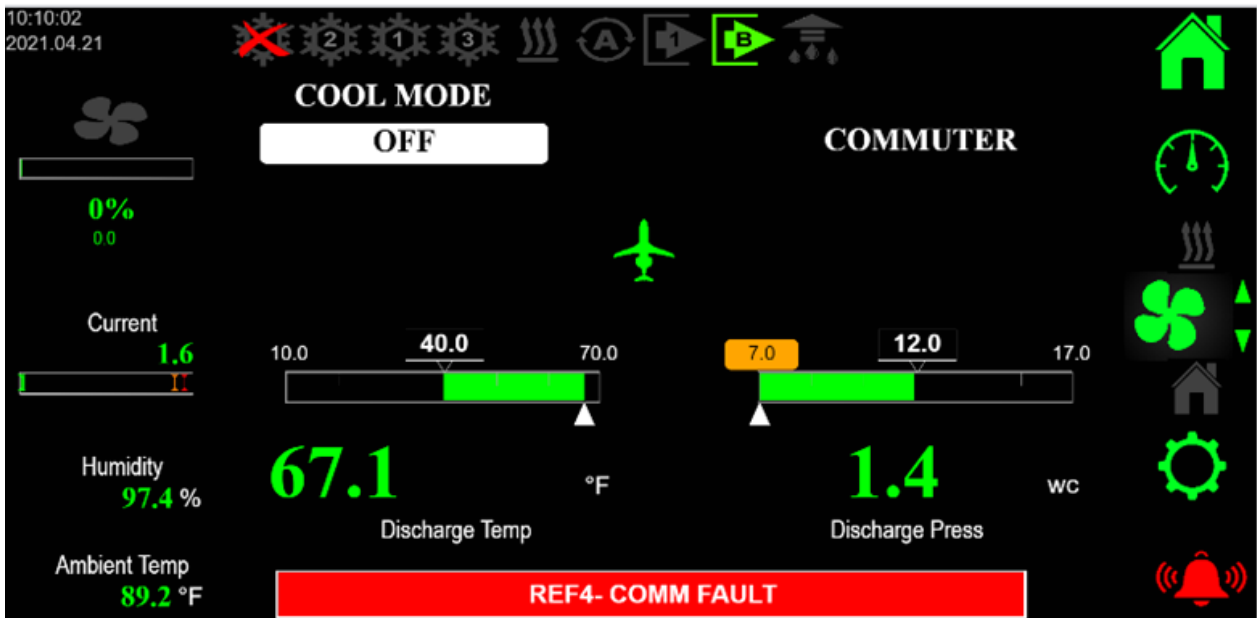 10:10:02
2021.04.21
2 1 3 A 1 B
COOL MODE
OFF
COMMUTER
0%
0.0
Current
1.6
10.0 40.0 70.0
7.0 12.0 17.0
67.1 °F
Discharge Temp
1.4 WC
Discharge Press
Humidity
97.4 %
Ambient Temp
89.2 °F
REF4- COMM FAULT